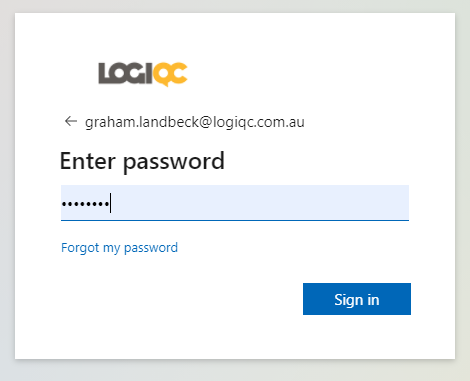 LOGIQC
← graham.landbeck@logiqc.com.au
Enter password
••••••••
Forgot my password
Sign in